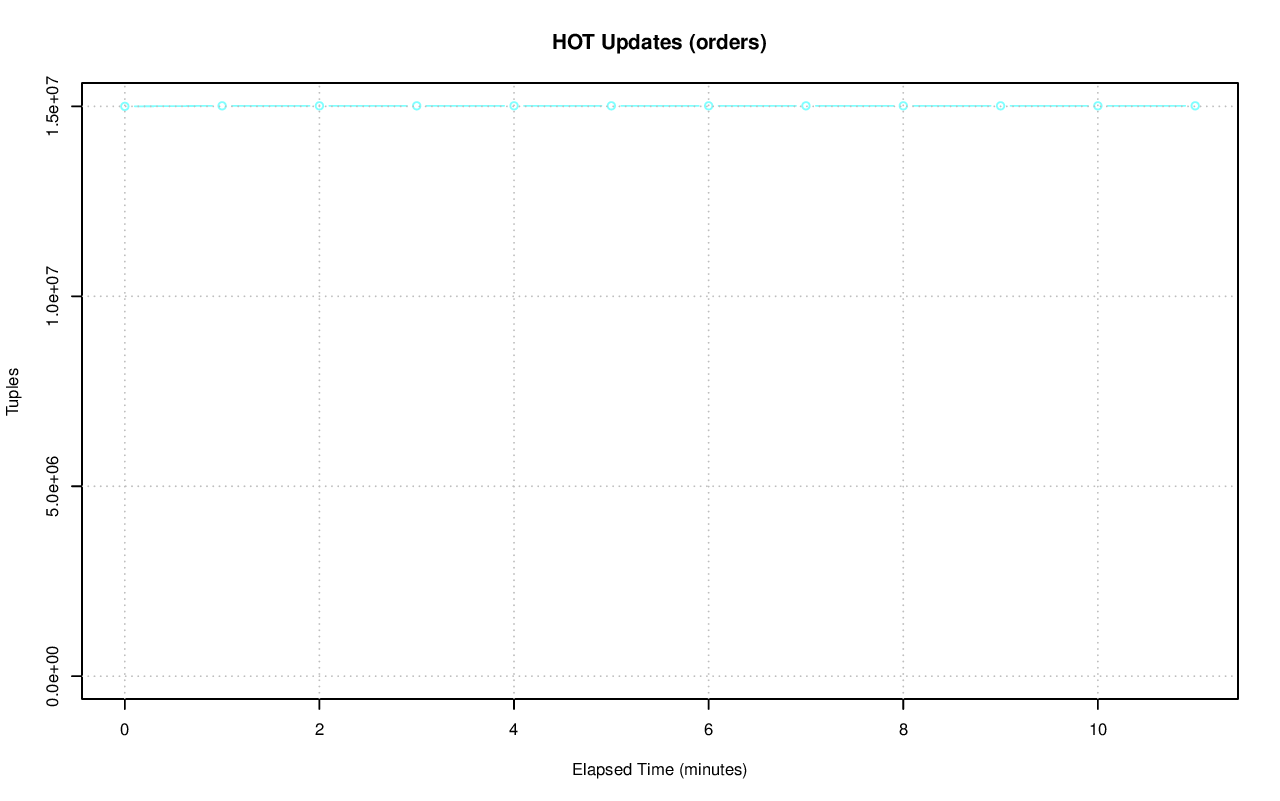 HOT Updates (orders)
1.5e+07
1.0e+07
5.0e+06
0.0e+00
Tuples
0 2 4 6 8 10
Elapsed Time (minutes)